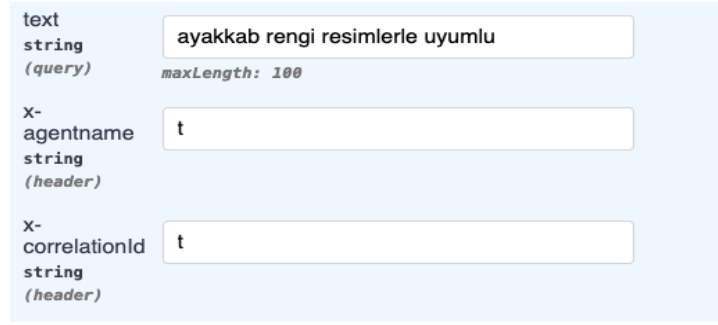 text
string
(query)
ayakkab rengi resimlerle uyumlu
maxLength: 100
x-
agentname
string
(header)
t
x-
correlationId
string
(header)
t